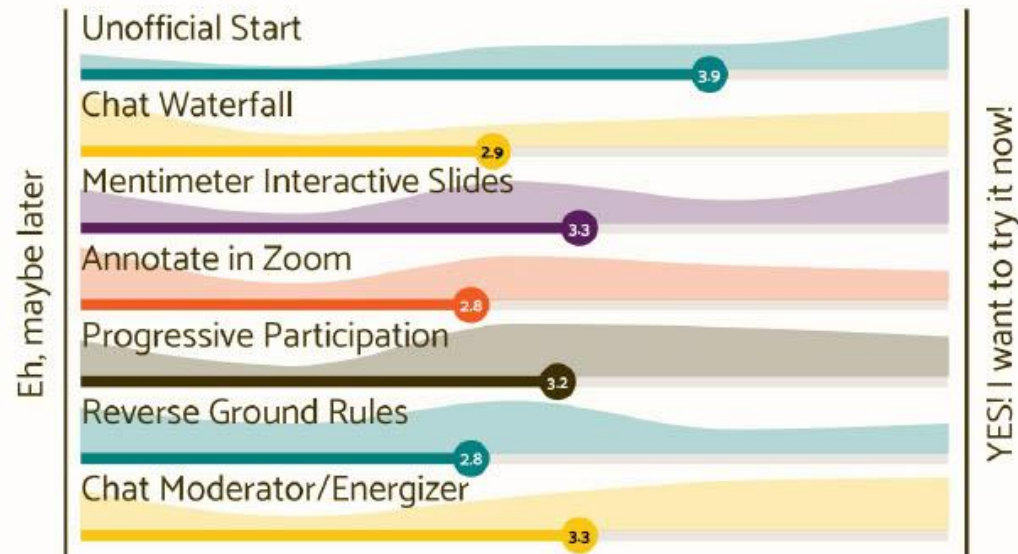 Unofficial Start
3.9
Chat Waterfall
2.9
Mentimeter Interactive Slides
3.3
Annotate in Zoom
2.8
Progressive Participation
3.2
Reverse Ground Rules
2.8
Chat Moderator/Energizer
3.3
Eh, maybe later
YES! I want to try it now!